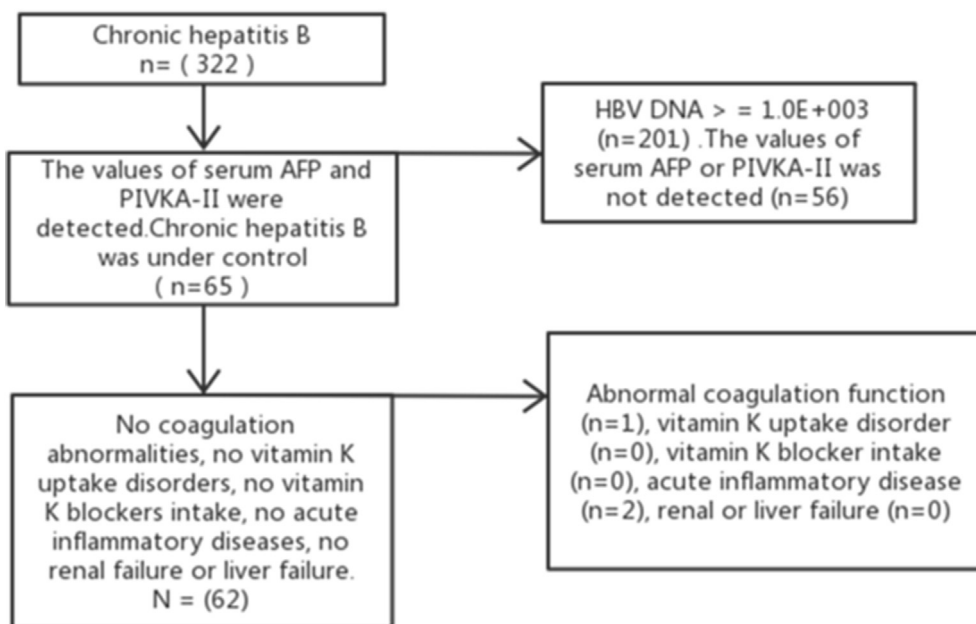 Chronic hepatitis B
n= ( 322 )
HBV DNA > = 1.0E+003
(n=201) .The values of
serum AFP or PIVKA-II was
not detected (n=56)
The values of serum AFP and
PIVKA-II were
detected.Chronic hepatitis B
was under control
( n=65 )
Abnormal coagulation function
(n=1), vitamin K uptake disorder
(n=0), vitamin K blocker intake
(n=0), acute inflammatory disease
(n=2), renal or liver failure (n=0)
No coagulation
abnormalities, no vitamin K
uptake disorders, no vitamin
K blockers intake, no acute
inflammatory diseases, no
renal failure or liver failure.
N = (62)